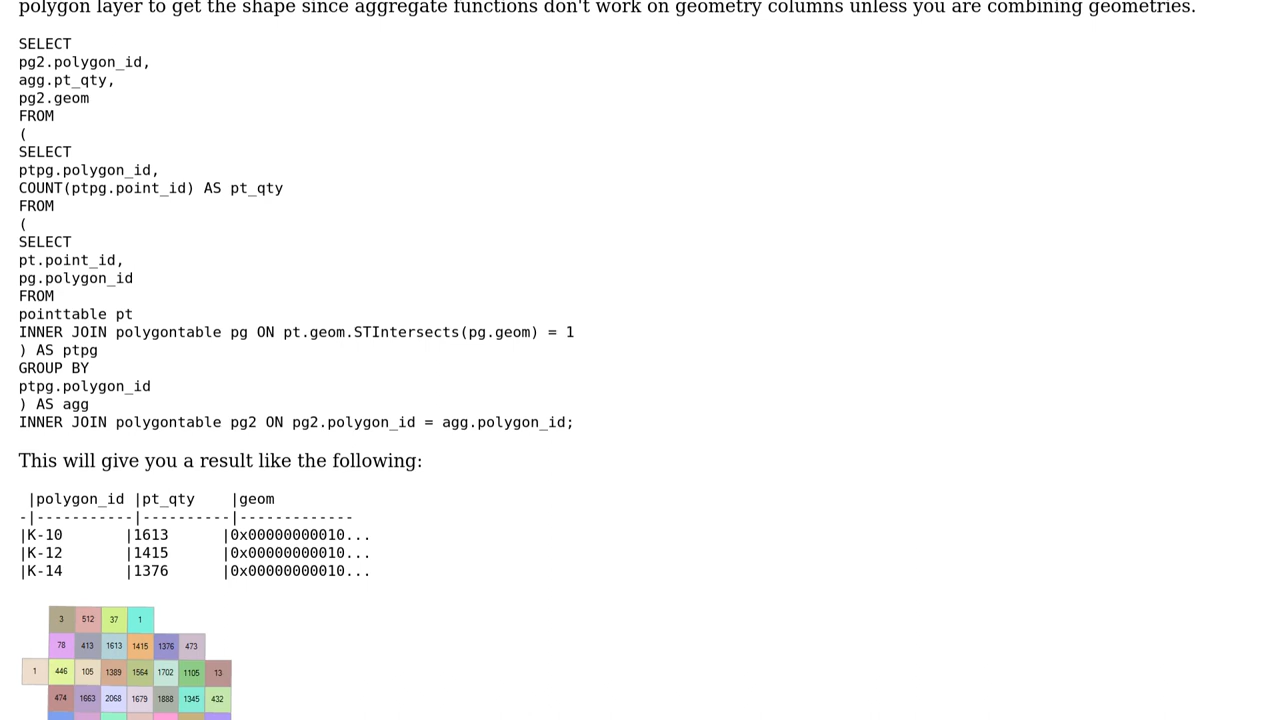 polygon layer to get the shape since aggregate functions don't work on geometry columns unless you are combining geometries.
SELECT
pg2.polygon_id,
agg.pt_qty,
pg2.geom
FROM
(
SELECT
ptpg.polygon_id,
COUNT(ptpg.point_id) AS pt_qty
FROM
(
SELECT
pt.point_id,
pg.polygon_id
FROM
pointtable pt
INNER JOIN polygontable pg ON pt.geom.STIntersects(pg.geom) = 1
) AS ptpg
GROUP BY
ptpg.polygon_id
) AS agg
INNER JOIN polygontable pg2 ON pg2.polygon_id = agg.polygon_id;
This will give you a result like the following:
 |polygon_id |pt_qty    |geom
-|-----------|----------|-------------
|K-10       |1613      |0x00000000010...
|K-12       |1415      |0x00000000010...
|K-14       |1376      |0x00000000010...
3 512 37 1
78 413 1613 1415 1376 473
1 446 105 1389 1564 1702 1105 13
474 1663 2068 1679 1888 1345 432